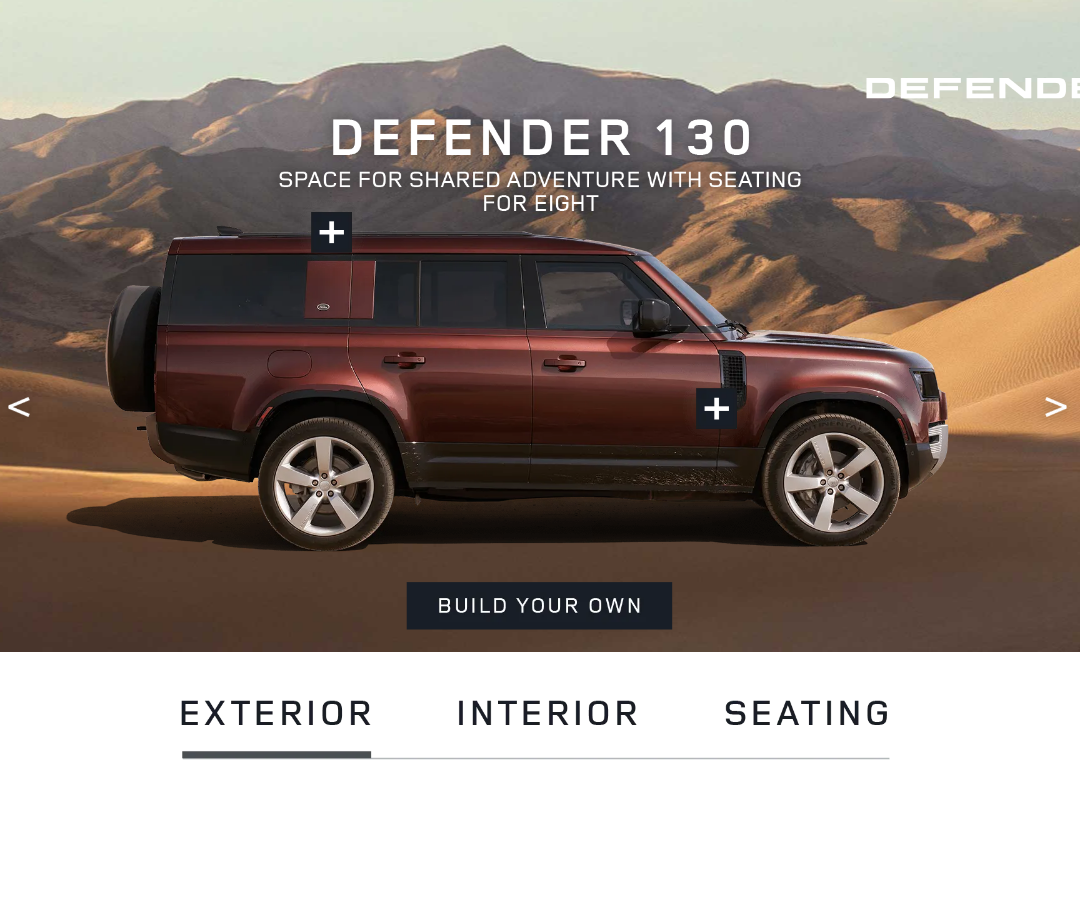 DEFENDE
DEFENDER 130
SPACE FOR SHARED ADVENTURE WITH SEATING
FOR EIGHT
+
+
<
>
BUILD YOUR OWN
EXTERIOR
INTERIOR
SEATING